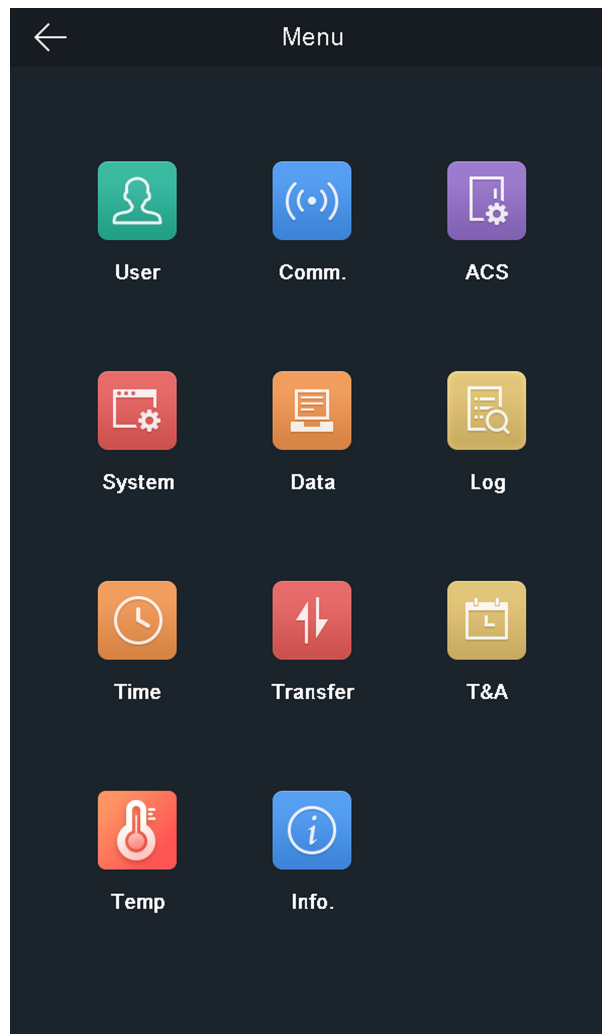 Menu
User Comm. ACS
System Data Log
Time Transfer T&A
Temp Info.